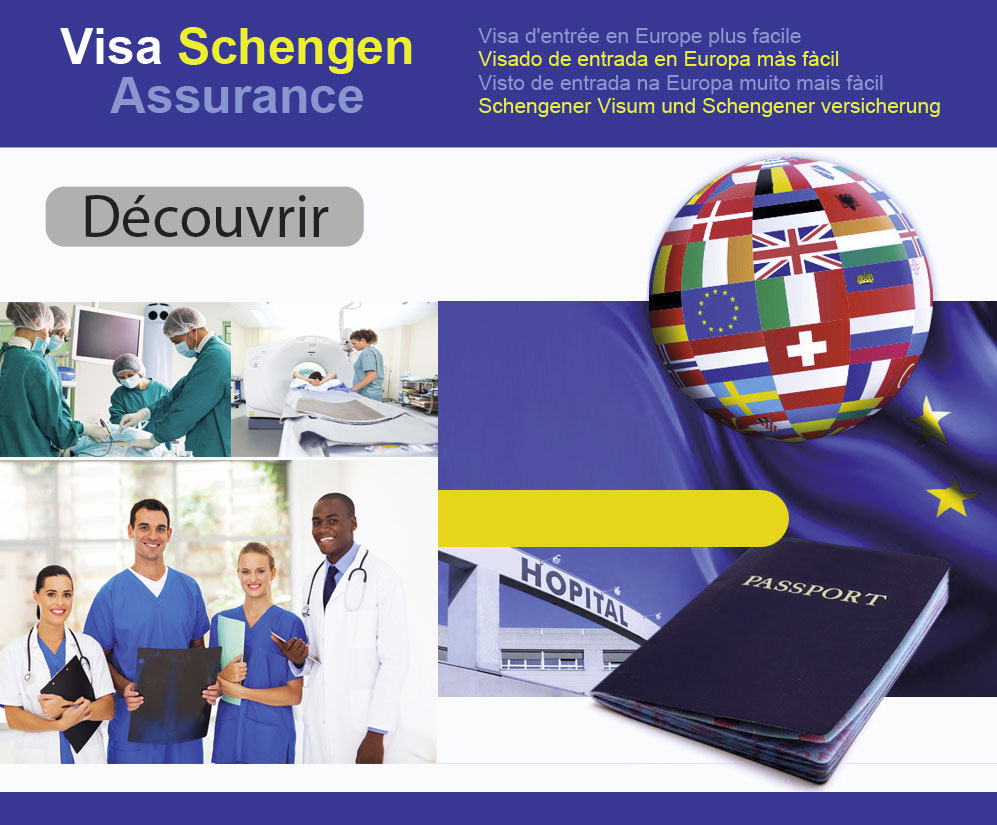 Visa Schengen
Assurance
Visa d'entrée en Europe plus facile
Visado de entrada en Europa màs fàcil
Visto de entrada na Europa muito mais fàcil
Schengener Visum und Schengener versicherung
Découvrir
HOPITAL
PASSPORT